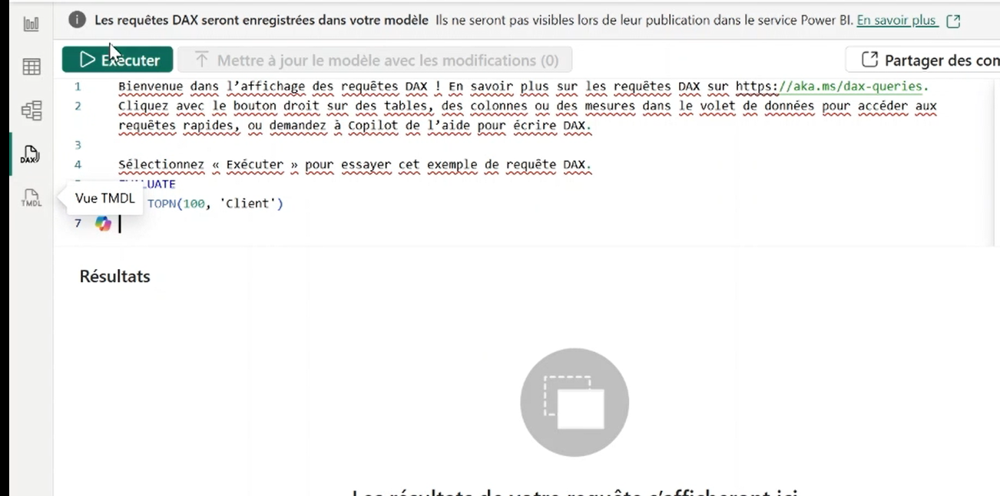 Les requêtes DAX seront enregistrées dans votre modèle Ils ne seront pas visibles lors de leur publication dans le service Power BI. En savoir plus
Exécuter Mettre à jour le modèle avec les modifications (0) Partager des
1 Bienvenue dans l’affichage des requêtes DAX ! En savoir plus sur les requêtes DAX sur https://aka.ms/dax-queries.
2 Cliquez avec le bouton droit sur des tables, des colonnes ou des mesures dans le volet de données pour accéder aux
requêtes rapides, ou demandez à Copilot de l’aide pour écrire DAX.
3
4 Sélectionnez « Exécuter » pour essayer cet exemple de requête DAX.
EVALUATE
DAX
TOPN(100, 'Client')
Vue TMDL
TMDL
7
Résultats
Les résultats de votre requête s’afficheront ici